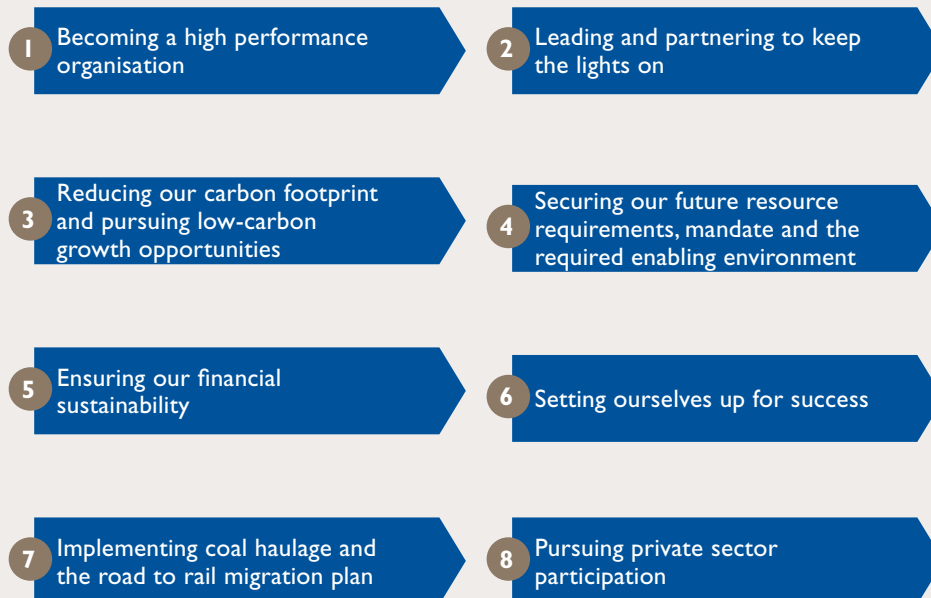 1 Becoming a high performance
organisation
2 Leading and partnering to keep
the lights on
3 Reducing our carbon footprint
and pursuing low-carbon
growth opportunities
4 Securing our future resource
requirements, mandate and the
required enabling environment
5 Ensuring our financial
sustainability
6 Setting ourselves up for success
7 Implementing coal haulage and
the road to rail migration plan
8 Pursuing private sector
participation